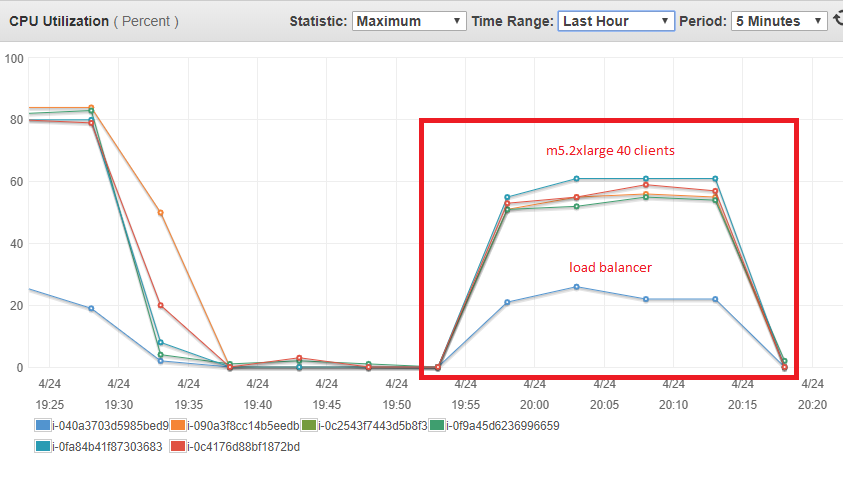 CPU Utilization ( Percent )
Statistic: Maximum Time Range: Last Hour Period: 5 Minutes
100
80
60
40
20
0
m5.2xlarge 40 clients
load balancer
4/24 4/24 4/24 4/24 4/24 4/24 4/24 4/24 4/24 4/24 4/24 4/24
19:25 19:30 19:35 19:40 19:45 19:50 19:55 20:00 20:05 20:10 20:15 20:20
i-040a3703d5985bed9 i-090a3f8cc14b5eedb i-0c2543f7443d5b8f3 i-0f9a45d6236996659
i-0fa84b41f87303683 i-0c4176d88bf1872bd